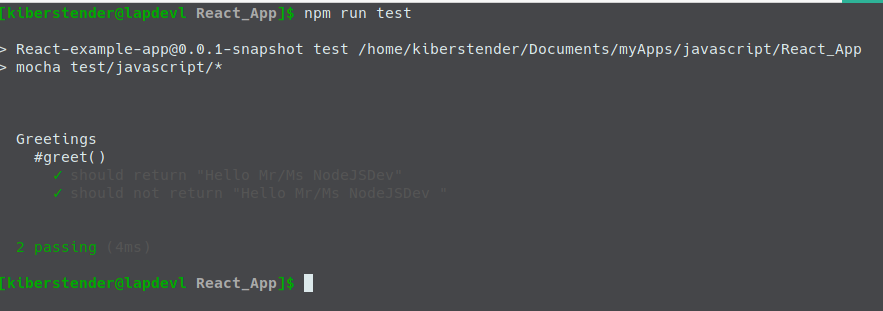 [kiberstender@lapdevl React_App]$ npm run test
> React-example-app@0.0.1-snapshot test /home/kiberstender/Documents/myApps/javascript/React_App
> mocha test/javascript/*
Greetings
#greet()
✓ should return "Hello Mr/Ms NodeJSDev"
✓ should not return "Hello Mr/Ms NodeJSDev "
2 passing (4ms)
[kiberstender@lapdevl React_App]$